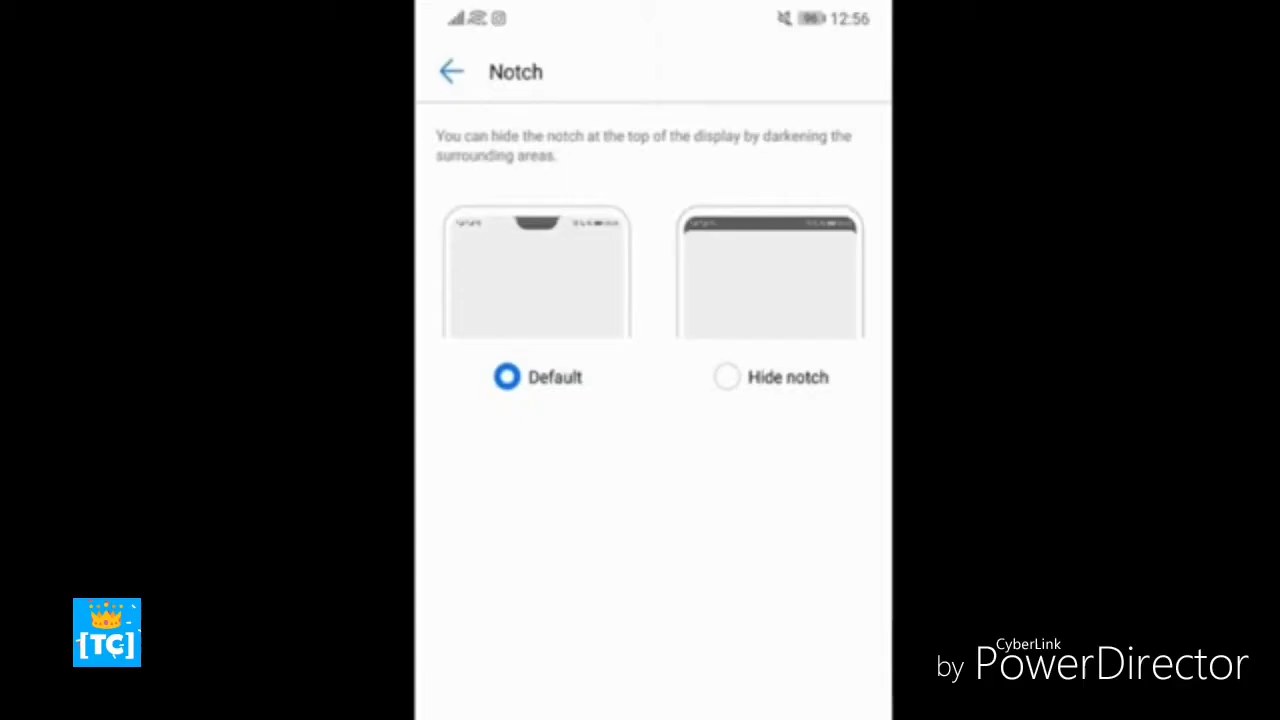 12:56
Notch
You can hide the notch at the top of the display by darkening the
surrounding areas.
Default
Hide notch
[TC]
CyberLink
by PowerDirector